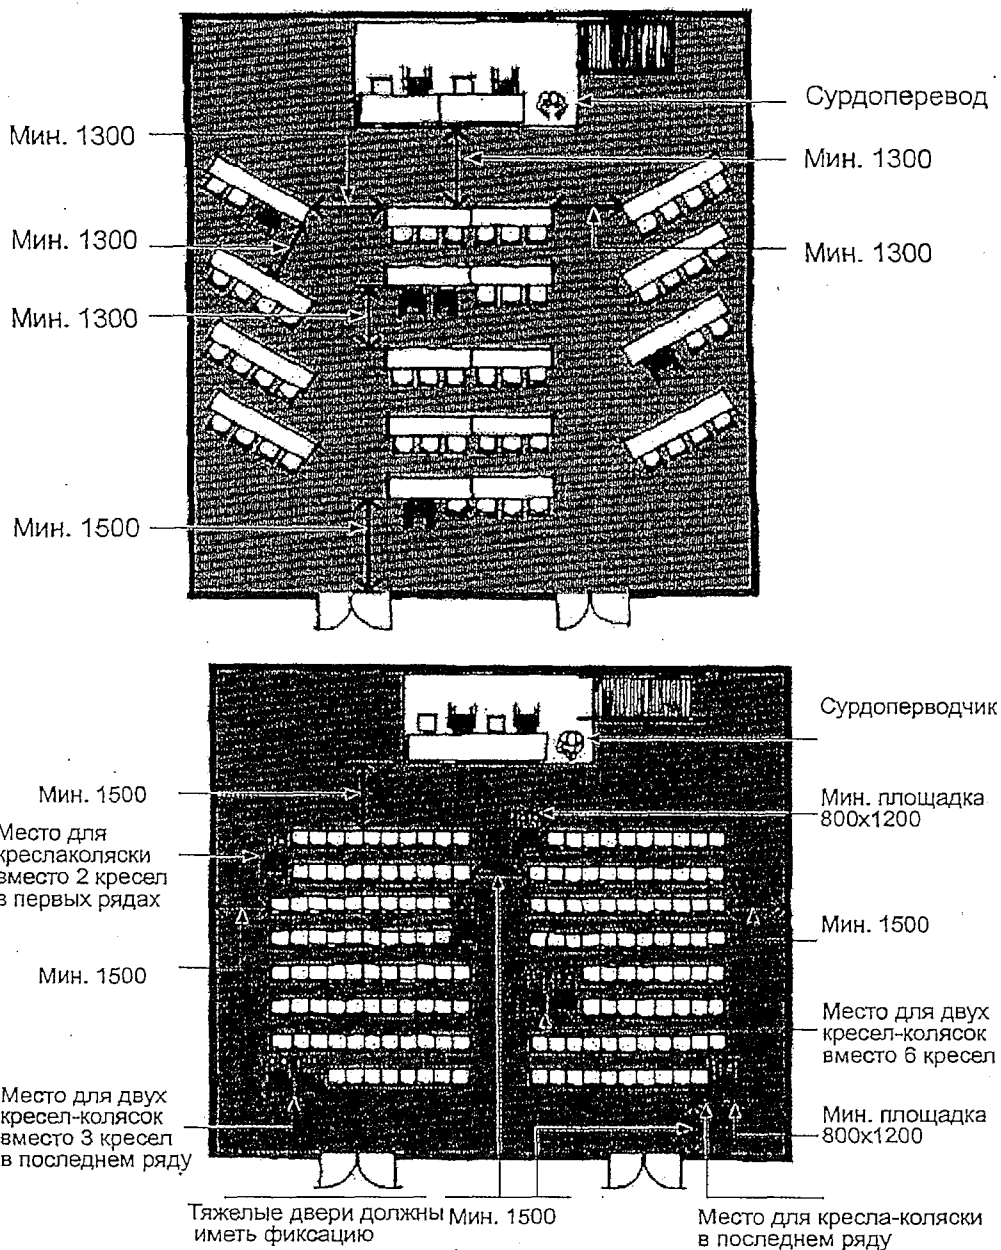 Сурдоперевод
Мин. 1300
Мин. 1300
Мин. 1300
Мин. 1300
Мин. 1300
Мин. 1500
Сурдоперводчик
Мин. 1500
Мин. площадка
800х1200
Место для
креслаколяски
вместо 2 кресел
в первых рядах
Мин. 1500
Мин. 1500
Место для двух
кресел-колясок
вместо 6 кресел
Место для двух
кресел-колясок
вместо 3 кресел
в последнем ряду
Мин. площадка
800х1200
Тяжелые двери должны
иметь фиксацию
Мин. 1500
Место для кресла-коляски
в последнем ряду